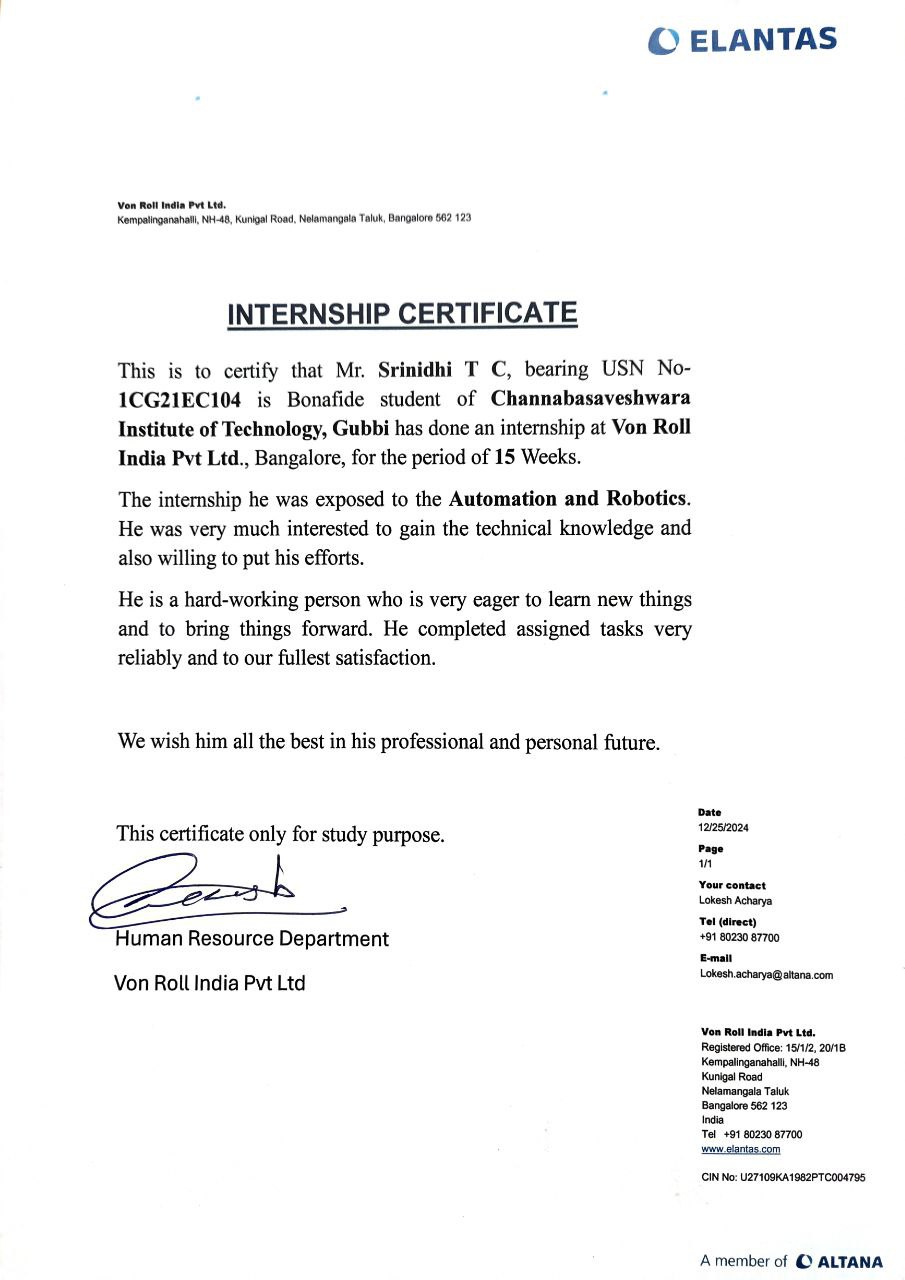 ELANTAS
Von Roll India Pvt Ltd.
Kempalinganahalli, NH-48, Kunigal Road, Nelamangala Taluk, Bangalore 562 123
INTERNSHIP CERTIFICATE
This is to certify that Mr. Srinidhi T C, bearing USN No-
1CG21EC104 is Bonafide student of Channabasaveshwara
Institute of Technology, Gubbi has done an internship at Von Roll
India Pvt Ltd., Bangalore, for the period of 15 Weeks.
The internship he was exposed to the Automation and Robotics.
He was very much interested to gain the technical knowledge and
also willing to put his efforts.
He is a hard-working person who is very eager to learn new things
and to bring things forward. He completed assigned tasks very
reliably and to our fullest satisfaction.
We wish him all the best in his professional and personal future.
This certificate only for study purpose.
Human Resource Department
Von Roll India Pvt Ltd
Date
12/25/2024
Page
1/1
Your contact
Lokesh Acharya
Tel (direct)
+91 80230 87700
E-mail
Lokesh.acharya@altana.com
Von Roll India Pvt Ltd.
Registered Office: 15/1/2, 20/1B
Kempalinganahalli, NH-48
Kunigal Road
Nelamangala Taluk
Bangalore 562 123
India
Tel +91 80230 87700
www.elantas.com
CIN No: U27109KA1982PTC004795
A member of ALTANA